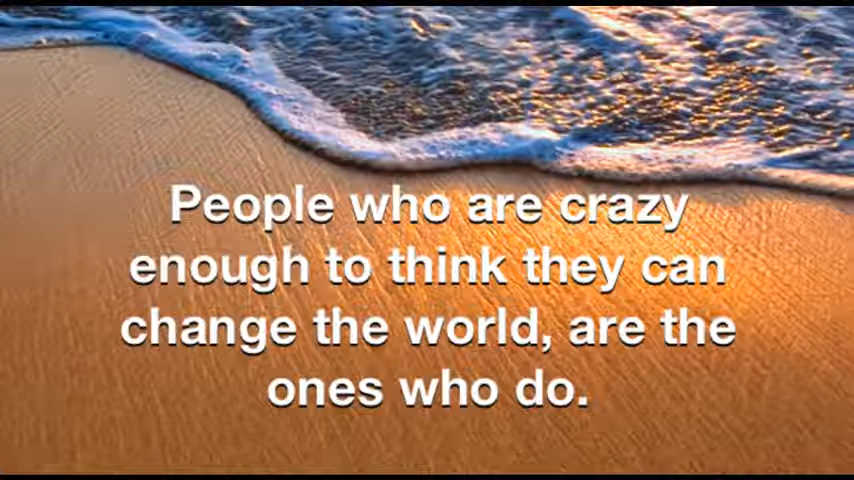 People who are crazy
enough to think they can
change the world, are the
ones who do.